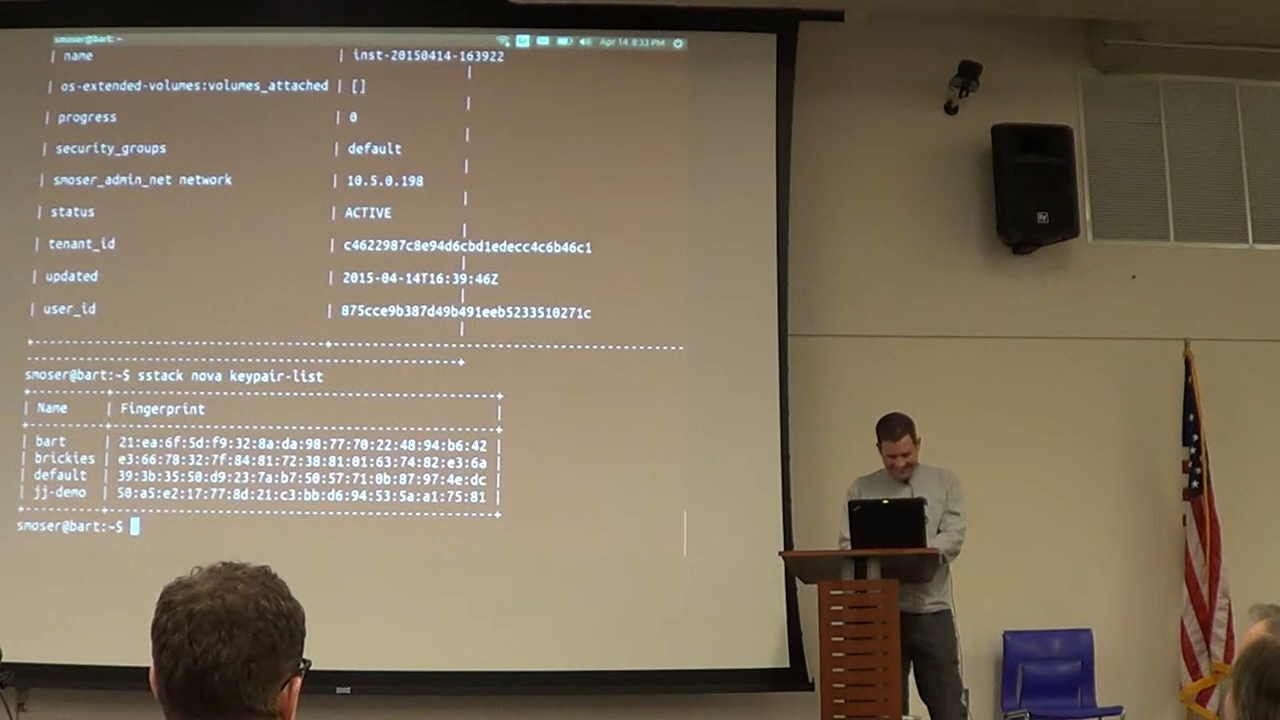 smoser@bart: ~ Apr 14 8:33 PM
| name | inst-20150414-163922
|
| os-extended-volumes:volumes_attached | []
|
| progress | 0
|
| security_groups | default
|
| smoser_admin_net network | 10.5.0.198
|
| status | ACTIVE
|
| tenant_id | c4622987c8e94d6cbd1edecc4c6b46c1
|
| updated | 2015-04-14T16:39:46Z
|
| user_id | 875cce9b387d49b491eeb5233510271c
|
smoser@bart:~$ sstack nova keypair-list
| Name | Fingerprint |
| bart | 21:ea:6f:5d:f9:32:8a:da:98:77:70:22:48:94:b6:42 |
| brickies | e3:66:78:32:7f:84:81:72:38:81:01:63:74:82:e3:6a |
| default | 39:3b:35:50:d9:23:7a:b7:50:57:71:0b:87:97:4e:dc |
| jj-demo | 50:a5:e2:17:77:8d:21:c3:bb:d6:94:53:5a:a1:75:81 |
smoser@bart:~$